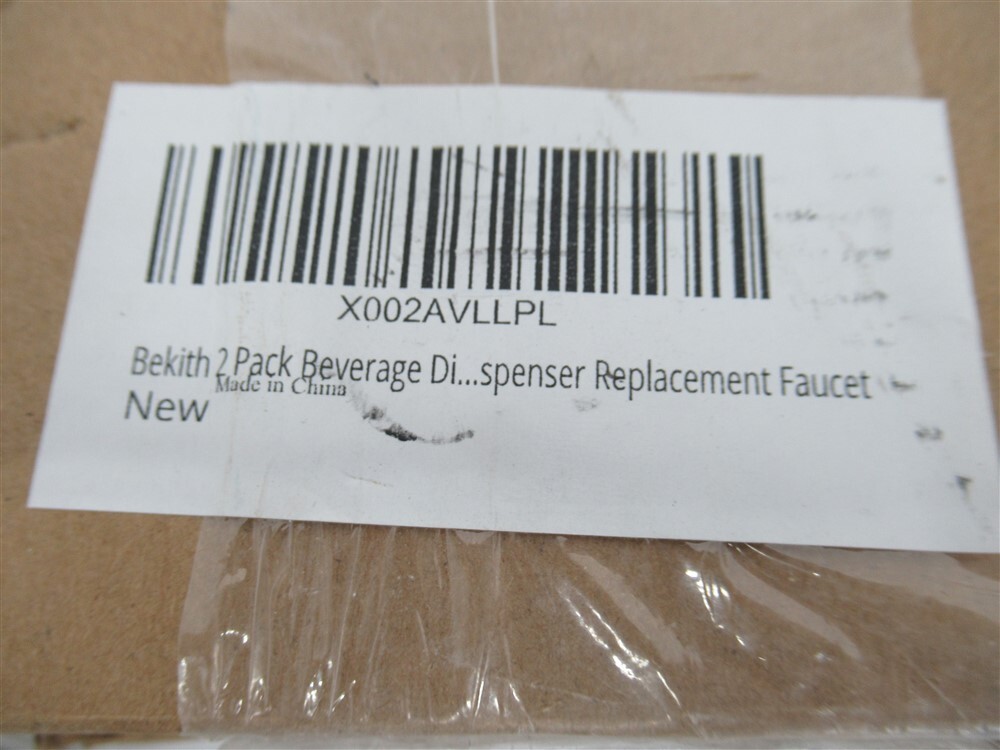 X002AVLLPL
Bekith 2 Pack Beverage Di...spenser Replacement Faucet
Made in China
New